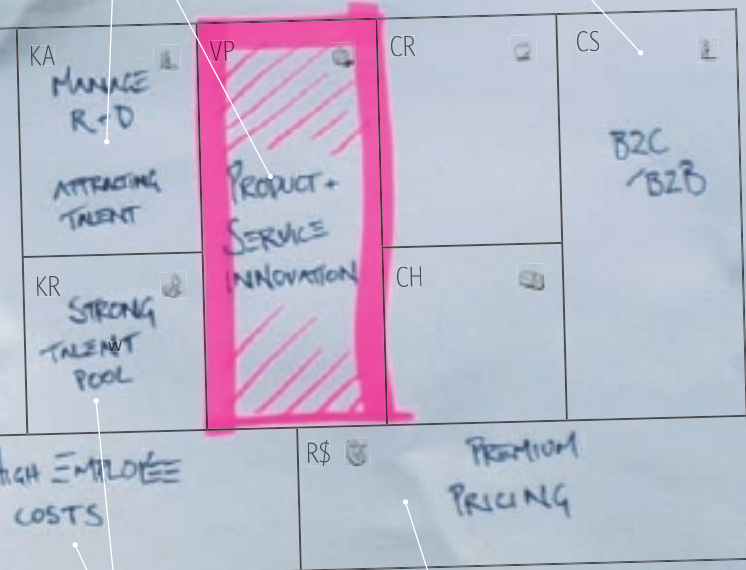 KA
MANAGE
R+D
ATTRACTING
TALENT
VP
PRODUCT +
SERVICE
INNOVATION
CR
CS
B2C
/B2B
KR
STRONG
TALENT
POOL
CH
HIGH EMPLOYEE
COSTS
R$
PREMIUM
PRICING